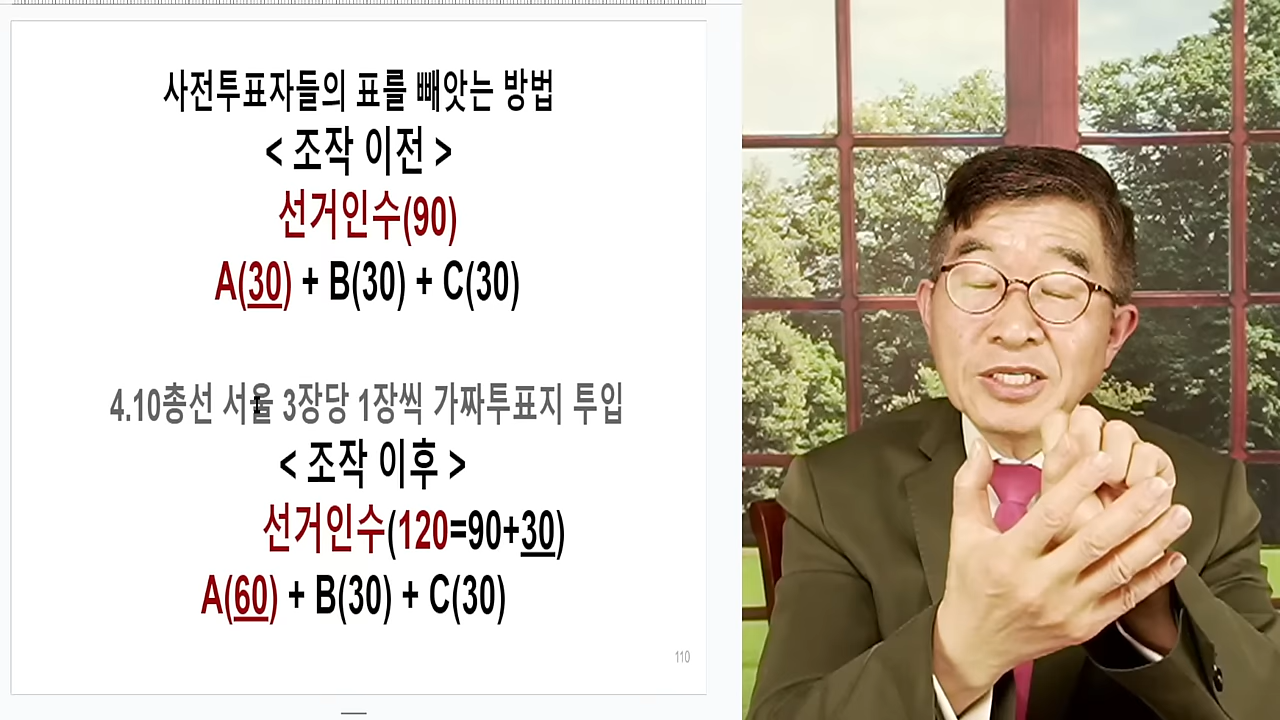 사전투표자들의 표를 빼앗는 방법
< 조작 이전 >
선거인수(90)
A(30) + B(30) + C(30)
4.10총선 서울 3장당 1장씩 가짜투표지 투입
< 조작 이후 >
선거인수(120=90+30)
A(60) + B(30) + C(30)
110